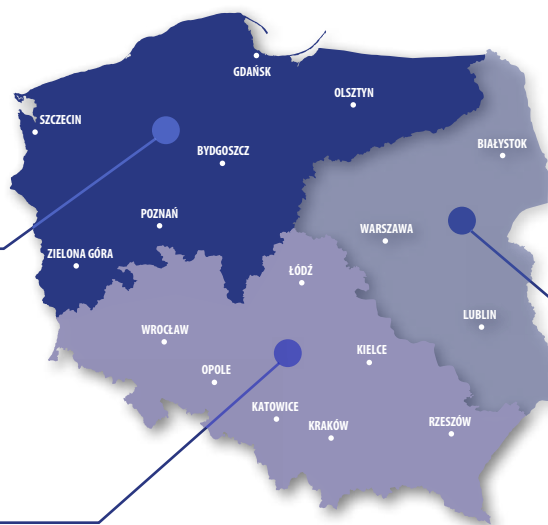 GDAŃSK
OLSZTYN
SZCZECIN
BIAŁYSTOK
BYDGOSZCZ
POZNAŃ
WARSZAWA
ZIELONA GÓRA
ŁÓDŹ
LUBLIN
WROCŁAW
KIELCE
OPOLE
KATOWICE
RZESZÓW
KRAKÓW